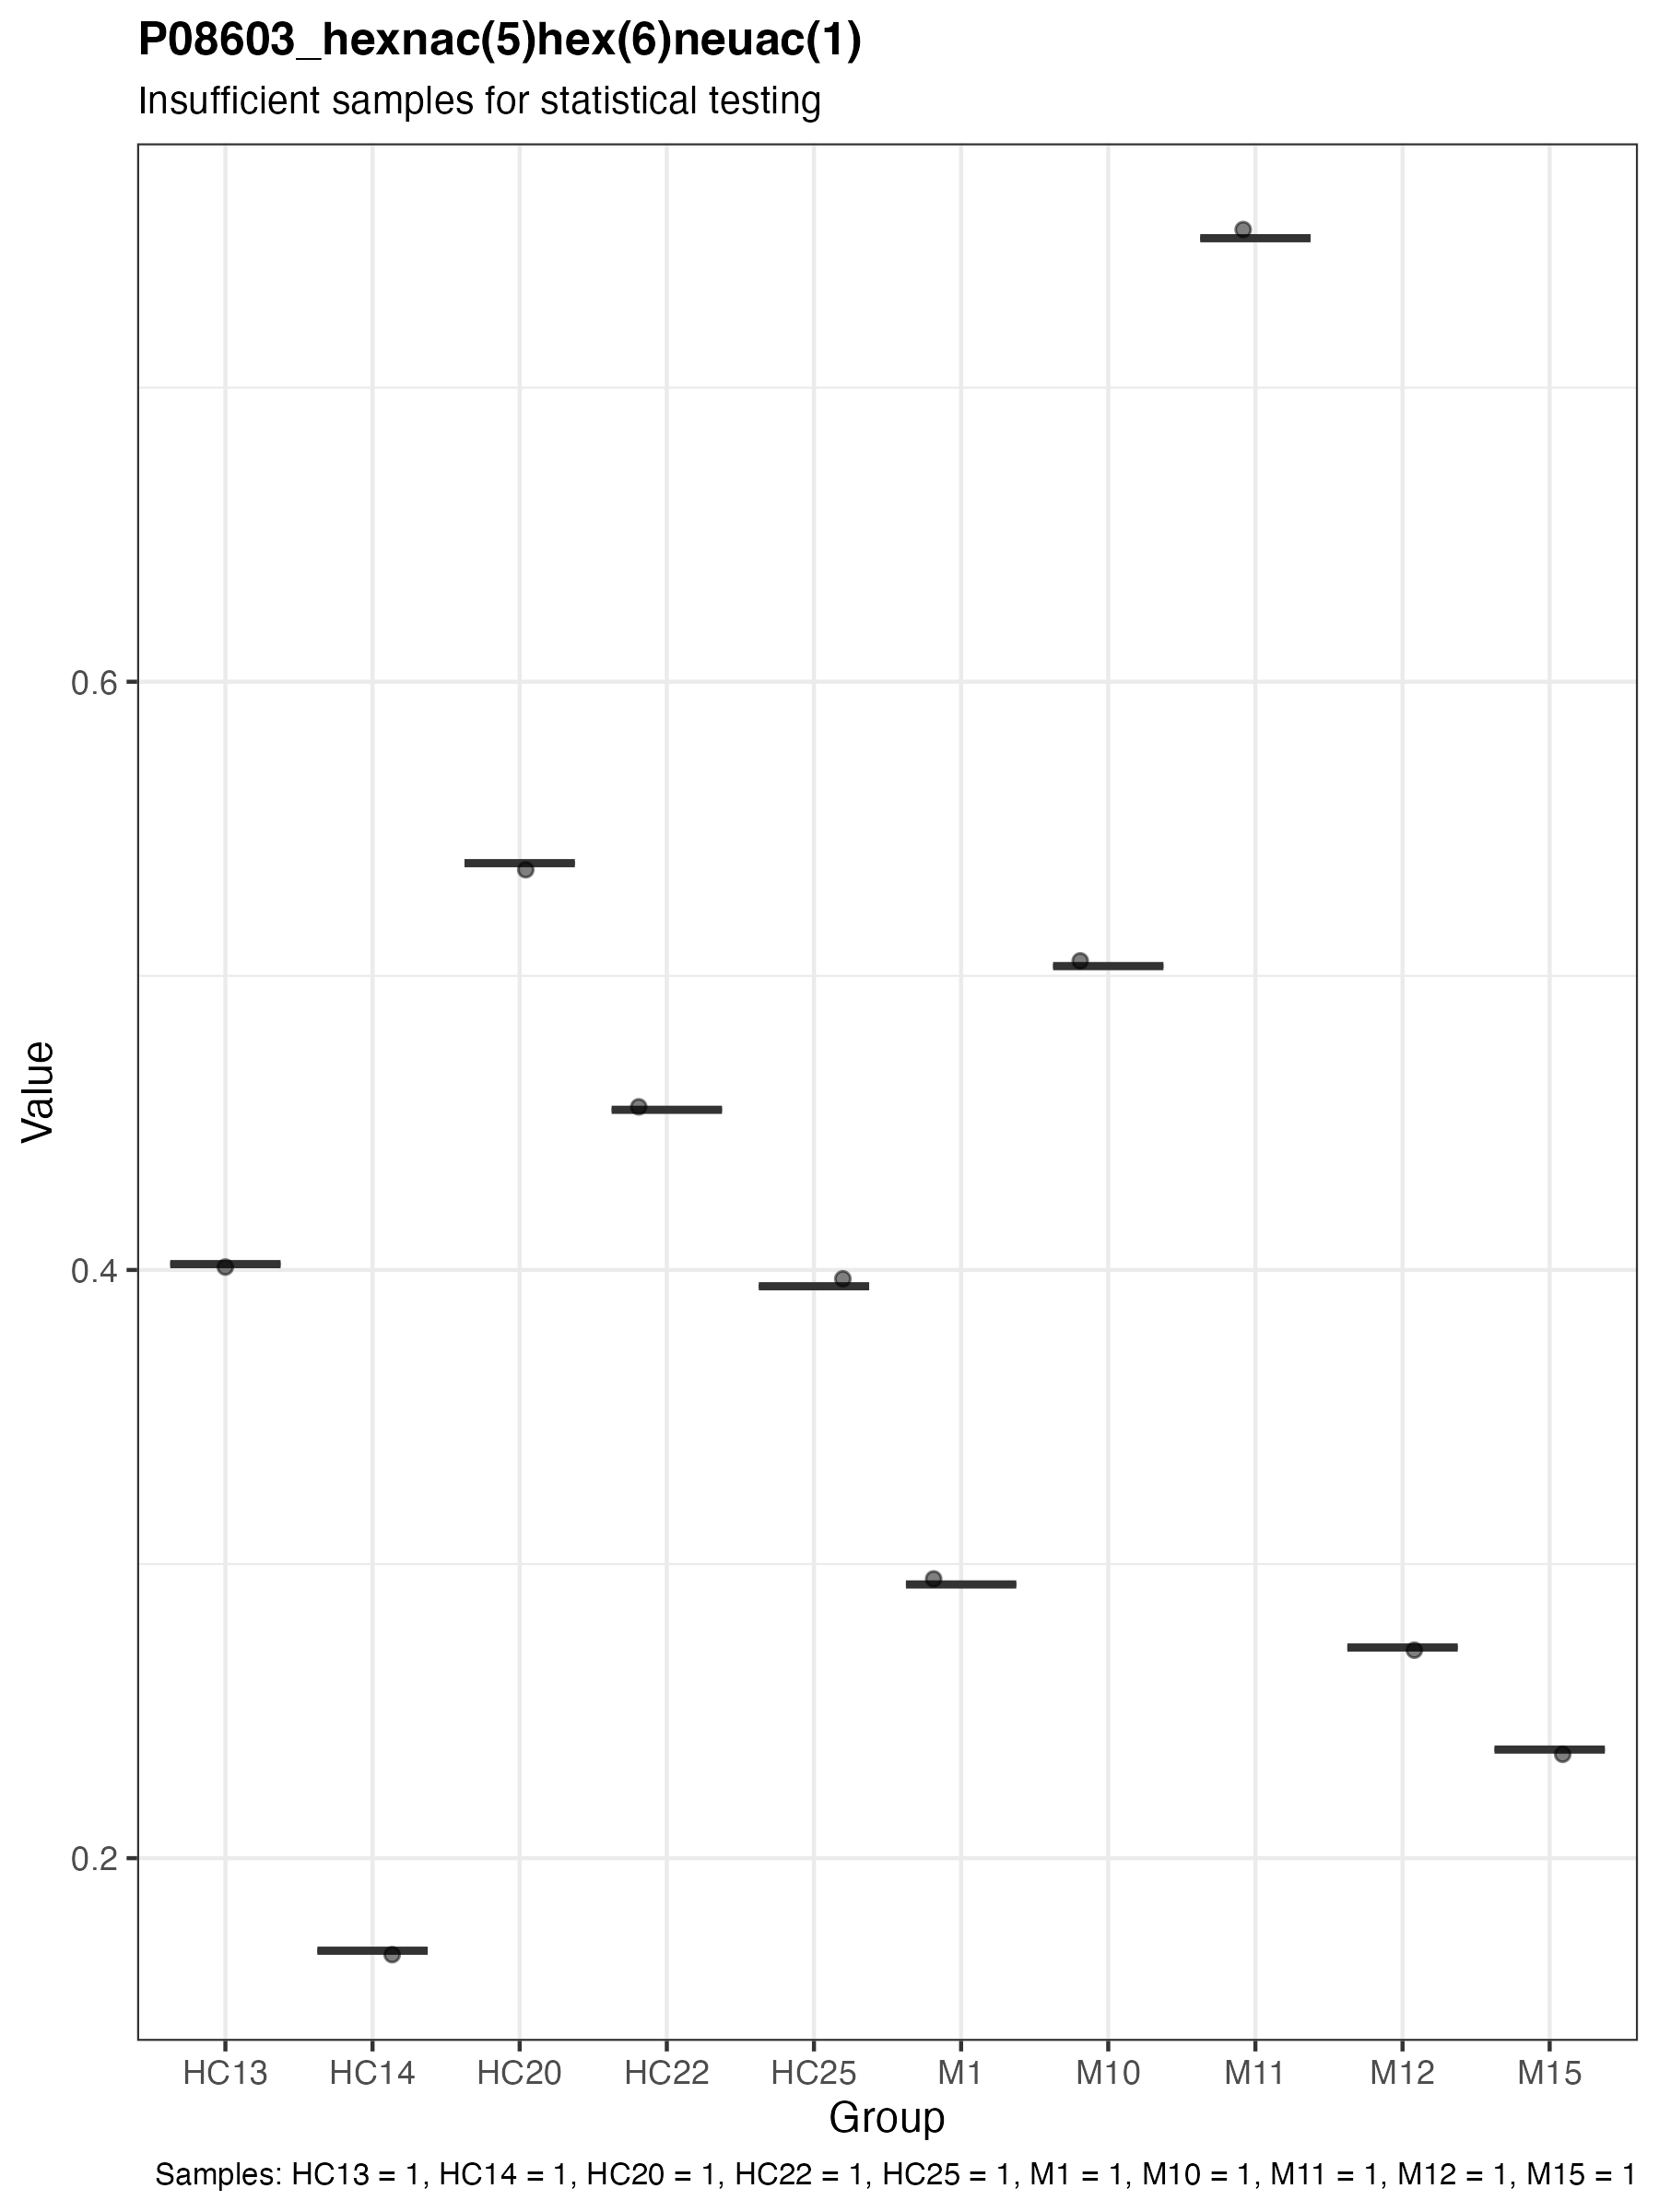 P08603_hexnac(5)hex(6)neuac(1)
Insufficient samples for statistical testing
Value
0.6
0.4
0.2
HC13 HC14 HC20 HC22 HC25 M1 M10 M11 M12 M15
Group
Samples: HC13 = 1, HC14 = 1, HC20 = 1, HC22 = 1, HC25 = 1, M1 = 1, M10 = 1, M11 = 1, M12 = 1, M15 = 1